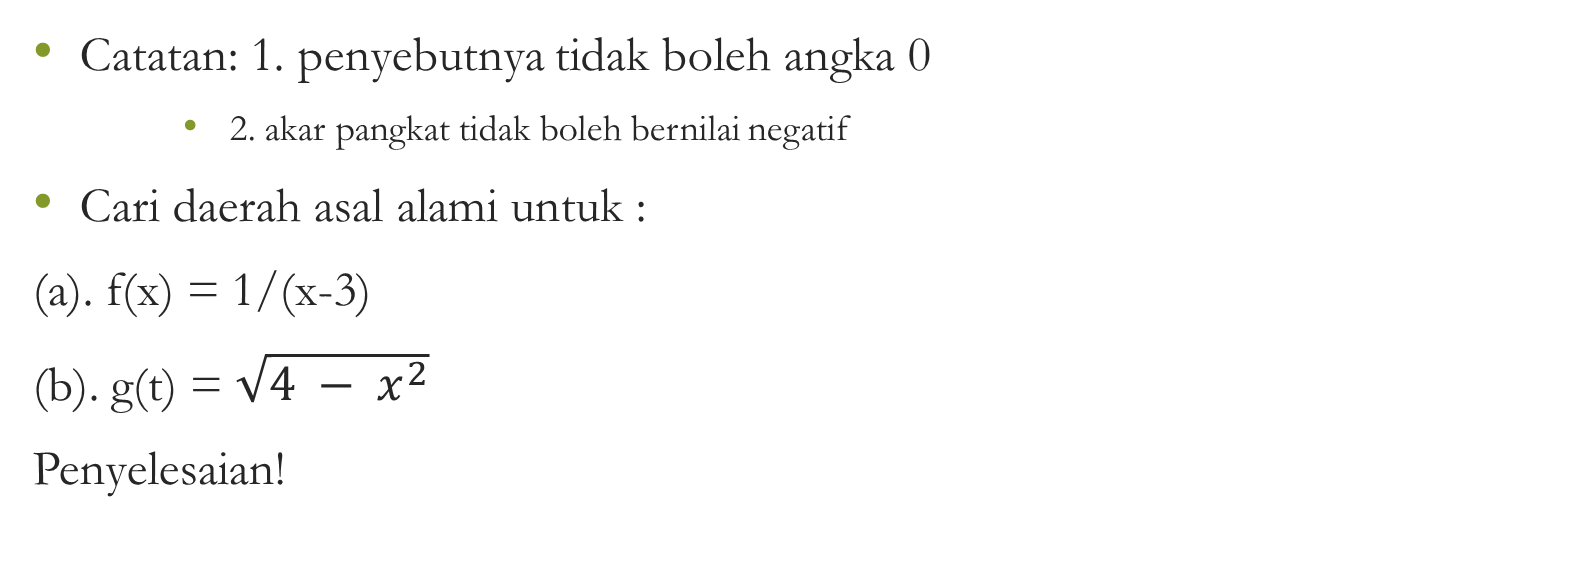 • Catatan: 1. penyebutnya tidak boleh angka 0
• 2. akar pangkat tidak boleh bernilai negatif
• Cari daerah asal alami untuk :
(a). f(x) = 1/(x-3)
(b). g(t) = √4 − x²
Penyelesaian!